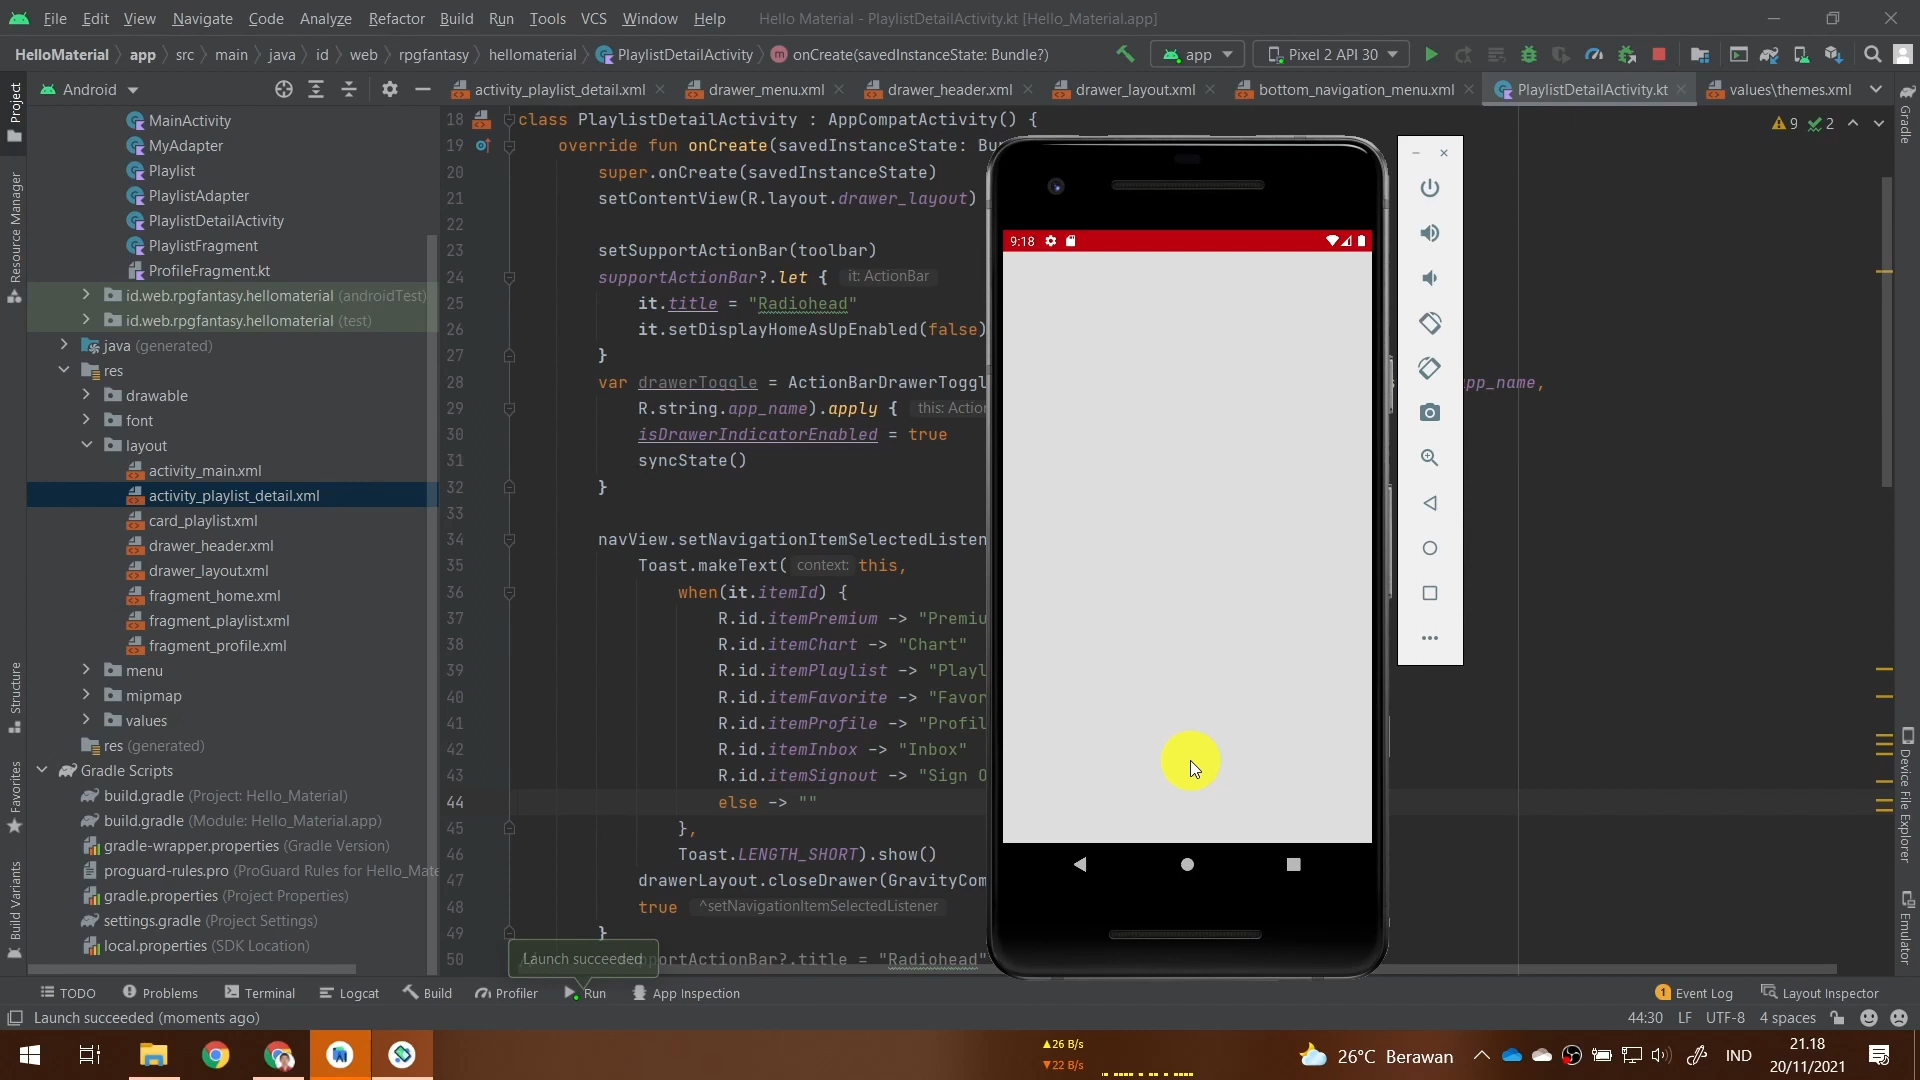 File Edit View Navigate Code Analyze Refactor Build Run Tools VCS Window Help Hello Material - PlaylistDetailActivity.kt [Hello_Material.app]
HelloMaterial app src main java id web rpgfantasy hellomaterial PlaylistDetailActivity onCreate(savedInstanceState: Bundle?) app Pixel 2 API 30
Android activity_playlist_detail.xml drawer_menu.xml drawer_header.xml drawer_layout.xml bottom_navigation_menu.xml PlaylistDetailActivity.kt values\themes.xml
9 2
Project
Resource Manager
Structure
Favorites
Build Variants
MainActivity
MyAdapter
Playlist
PlaylistAdapter
PlaylistDetailActivity
PlaylistFragment
ProfileFragment.kt
id.web.rpgfantasy.hellomaterial (androidTest)
id.web.rpgfantasy.hellomaterial (test)
java (generated)
res
drawable
font
layout
activity_main.xml
activity_playlist_detail.xml
card_playlist.xml
drawer_header.xml
drawer_layout.xml
fragment_home.xml
fragment_playlist.xml
fragment_profile.xml
menu
mipmap
values
res (generated)
Gradle Scripts
build.gradle (Project: Hello_Material)
build.gradle (Module: Hello_Material.app)
gradle-wrapper.properties (Gradle Version)
proguard-rules.pro (ProGuard Rules for Hello_Mate
gradle.properties (Project Properties)
settings.gradle (Project Settings)
local.properties (SDK Location)
18 class PlaylistDetailActivity : AppCompatActivity() {
19 override fun onCreate(savedInstanceState: Bun
20 super.onCreate(savedInstanceState)
21 setContentView(R.layout.drawer_layout)
22
23 setSupportActionBar(toolbar)
24 supportActionBar?.let { it: ActionBar
25 it.title = "Radiohead"
26 it.setDisplayHomeAsUpEnabled(false)
27 }
28 var drawerToggle = ActionBarDrawerToggl pp_name,
29 R.string.app_name).apply { this: Action
30 isDrawerIndicatorEnabled = true
31 syncState()
32 }
33
34 navView.setNavigationItemSelectedListen
35 Toast.makeText( context: this,
36 when(it.itemId) {
37 R.id.itemPremium -> "Premiu
38 R.id.itemChart -> "Chart"
39 R.id.itemPlaylist -> "Playl
40 R.id.itemFavorite -> "Favor
41 R.id.itemProfile -> "Profil
42 R.id.itemInbox -> "Inbox"
43 R.id.itemSignout -> "Sign O
44 else -> ""
45 },
46 Toast.LENGTH_SHORT).show()
47 drawerLayout.closeDrawer(GravityCom
48 true ^setNavigationItemSelectedListener
49 }
50 pportActionBar?.title = "Radiohead"
Launch succeeded
9:18
Gradle
Device File Explorer
Emulator
TODO Problems Terminal Logcat Build Profiler Run App Inspection 1 Event Log Layout Inspector
Launch succeeded (moments ago) 44:30 LF UTF-8 4 spaces
26 B/s
22 B/s
26°C Berawan
IND
21.18
20/11/2021